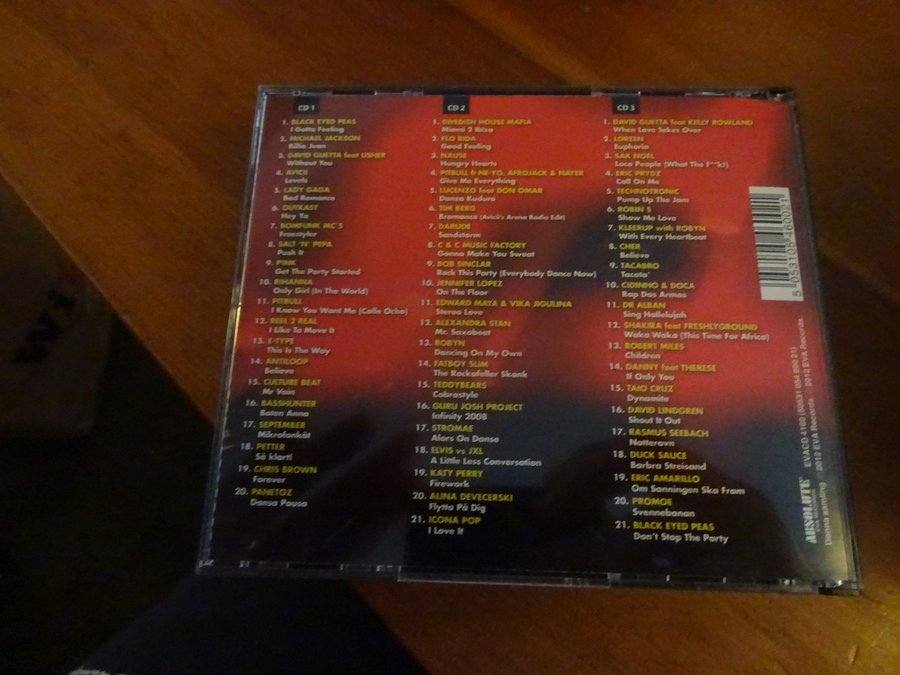 CD 1
1. BLACK EYED PEAS
I Gotta Feeling
2. MICHAEL JACKSON
Billie Jean
3. DAVID GUETTA feat USHER
Without You
4. AVICII
Levels
5. LADY GAGA
Bad Romance
6. OUTKAST
Hey Ya
7. BOMFUNK MC'S
Freestyler
8. SALT 'N' PEPA
Push It
9. P!NK
Get The Party Started
10. RIHANNA
Only Girl (In The World)
11. PITBULL
I Know You Want Me (Calle Ocho)
12. REEL 2 REAL
I Like To Move It
13. E-TYPE
This Is The Way
14. ANTILOOP
Believe
15. CULTURE BEAT
Mr Vain
16. BASSHUNTER
Boten Anna
17. SEPTEMBER
Mikrofonkåt
18. PETTER
Så klart!
19. CHRIS BROWN
Forever
20. PANETOZ
Dansa Pausa
CD 2
1. SWEDISH HOUSE MAFIA
Miami 2 Ibiza
2. FLO RIDA
Good Feeling
3. NAUSE
Hungry Hearts
4. PITBULL ft NE-YO, AFROJACK & NAYER
Give Me Everything
5. LUCENZO feat DON OMAR
Danza Kuduro
6. TIM BERG
Bromance (Avicii's Arena Radio Edit)
7. DARUDE
Sandstorm
8. C & C MUSIC FACTORY
Gonna Make You Sweat
9. BOB SINCLAR
Rock This Party (Everybody Dance Now)
10. JENNIFER LOPEZ
On The Floor
11. EDWARD MAYA & VIKA JIGULINA
Stereo Love
12. ALEXANDRA STAN
Mr. Saxobeat
13. ROBYN
Dancing On My Own
14. FATBOY SLIM
The Rockafeller Skank
15. TEDDYBEARS
Cobrastyle
16. GURU JOSH PROJECT
Infinity 2008
17. STROMAE
Alors On Danse
18. ELVIS vs JXL
A Little Less Conversation
19. KATY PERRY
Firework
20. ALINA DEVECERSKI
Flytta På Dig
21. ICONA POP
I Love It
CD 3
1. DAVID GUETTA feat KELLY ROWLAND
When Love Takes Over
2. LOREEN
Euphoria
3. SAK NOEL
Loca People (What The F**k!)
4. ERIC PRYDZ
Call On Me
5. TECHNOTRONIC
Pump Up The Jam
6. ROBIN S
Show Me Love
7. KLEERUP with ROBYN
With Every Heartbeat
8. CHER
Believe
9. TACABRO
Tacata'
10. CIDINHO & DOCA
Rap Das Armas
11. DR ALBAN
Sing Hallelujah
12. SHAKIRA feat FRESHLYGROUND
Waka Waka (This Time For Africa)
13. ROBERT MILES
Children
14. DANNY feat THERESE
If Only You
15. TAIO CRUZ
Dynamite
16. DAVID LINDGREN
Shout It Out
17. RASMUS SEEBACH
Natteravn
18. DUCK SAUCE
Barbra Streisand
19. ERIC AMARILLO
Om Sanningen Ska Fram
20. PROMOE
Svennebanan
21. BLACK EYED PEAS
Don't Stop The Party
ABSOLUTE
EVACD 4160
Denna samling 2012 EVA Records
2012 EVA Records